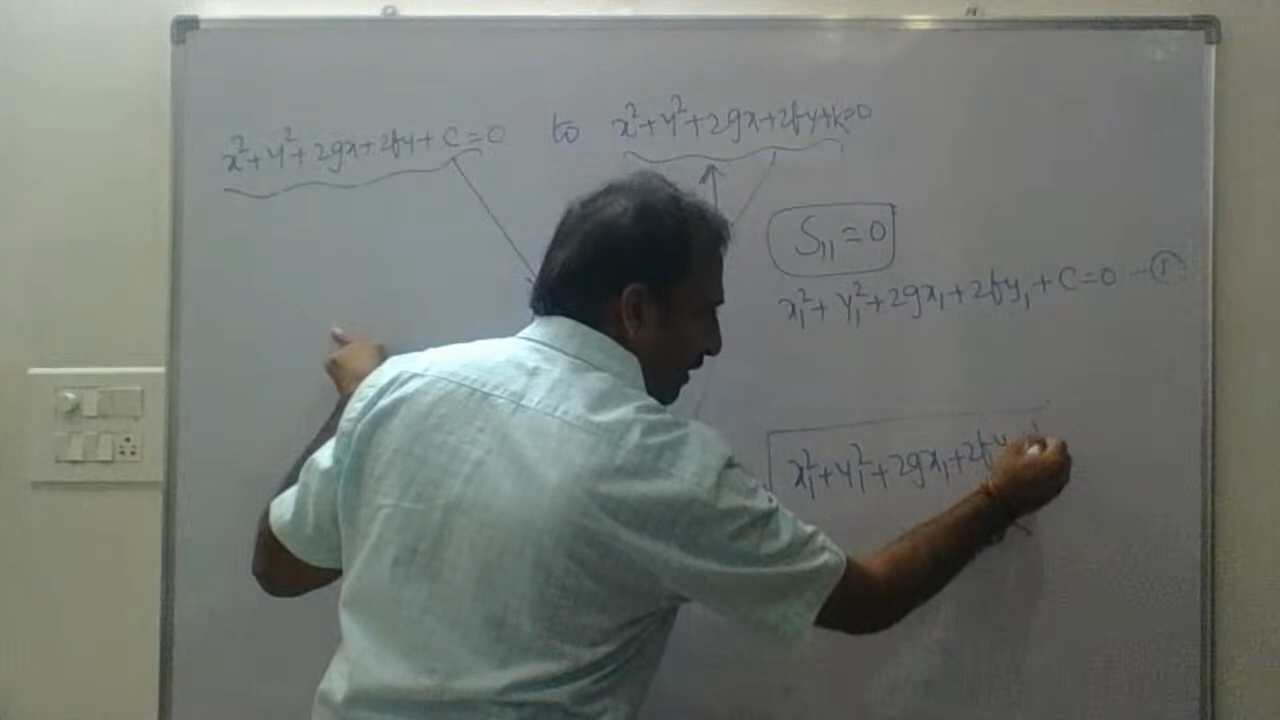 x² + y² + 2gx + 2fy + C = 0 to x² + y² + 2gx + 2fy + k = 0
S₁₁ = 0
x₁² + y₁² + 2gx₁ + 2fy₁ + C = 0 — ①
x₁² + y₁² + 2gx₁ + 2fy